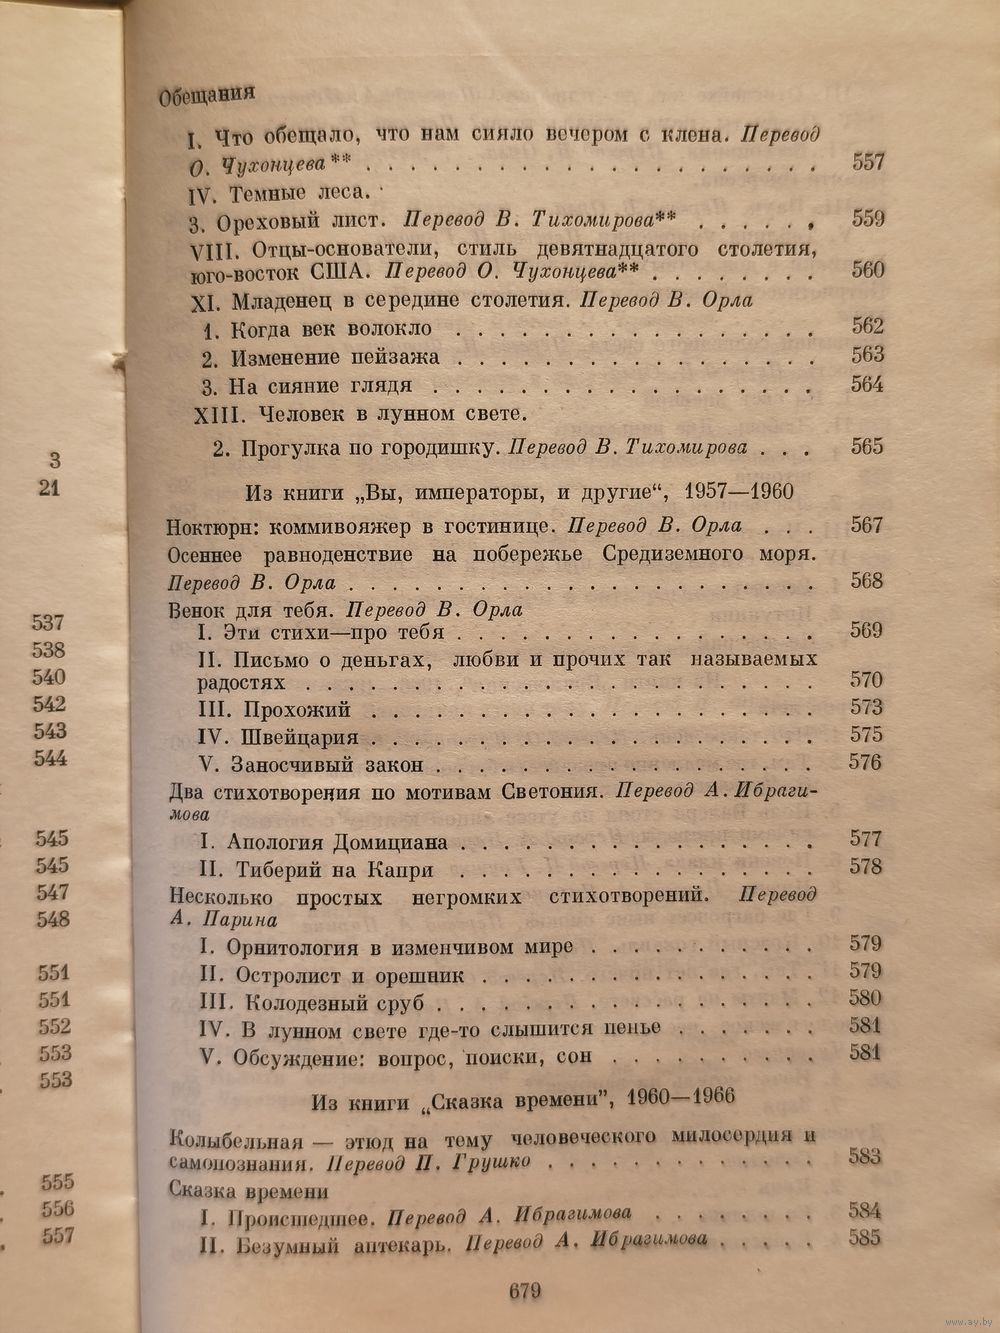 3
21
537
538
540
542
543
544
545
545
547
548
551
551
552
553
553
555
556
557
Обещания
I. Что обещало, что нам сияло вечером с клена. Перевод
О. Чухонцева** . . . . . . . . . . . . . . . . . . . . . 557
IV. Темные леса.
3. Ореховый лист. Перевод В. Тихомирова** . . . . . . 559
VIII. Отцы-основатели, стиль девятнадцатого столетия,
юго-восток США. Перевод О. Чухонцева** . . . . . . . . 560
XI. Младенец в середине столетия. Перевод В. Орла
1. Когда век волокло . . . . . . . . . . . . . . . . . 562
2. Изменение пейзажа . . . . . . . . . . . . . . . . . 563
3. На сияние глядя . . . . . . . . . . . . . . . . . . 564
XIII. Человек в лунном свете.
2. Прогулка по городишку. Перевод В. Тихомирова . . . 565
Из книги „Вы, императоры, и другие“, 1957—1960
Ноктюрн: коммивояжер в гостинице. Перевод В. Орла . . . 567
Осеннее равноденствие на побережье Средиземного моря.
Перевод В. Орла . . . . . . . . . . . . . . . . . . . . . . 568
Венок для тебя. Перевод В. Орла
I. Эти стихи—про тебя . . . . . . . . . . . . . . . . . 569
II. Письмо о деньгах, любви и прочих так называемых
радостях . . . . . . . . . . . . . . . . . . . . . . . . 570
III. Прохожий . . . . . . . . . . . . . . . . . . . . . 573
IV. Швейцария . . . . . . . . . . . . . . . . . . . . . 575
V. Заносчивый закон . . . . . . . . . . . . . . . . . . 576
Два стихотворения по мотивам Светония. Перевод А. Ибраги-
мова
I. Апология Домициана . . . . . . . . . . . . . . . . . 577
II. Тиберий на Капри . . . . . . . . . . . . . . . . . 578
Несколько простых негромких стихотворений. Перевод
А. Парина
I. Орнитология в изменчивом мире . . . . . . . . . . . 579
II. Остролист и орешник . . . . . . . . . . . . . . . . 579
III. Колодезный сруб . . . . . . . . . . . . . . . . . . 580
IV. В лунном свете где-то слышится пенье . . . . . . . 581
V. Обсуждение: вопрос, поиски, сон . . . . . . . . . . 581
Из книги „Сказка времени”, 1960—1966
Колыбельная — этюд на тему человеческого милосердия и
самопознания. Перевод П. Грушко . . . . . . . . . . . . . 583
Сказка времени
I. Происшедшее. Перевод А. Ибрагимова . . . . . . . . 584
II. Безумный аптекарь. Перевод А. Ибрагимова . . . . . 585
679
www.ay.by